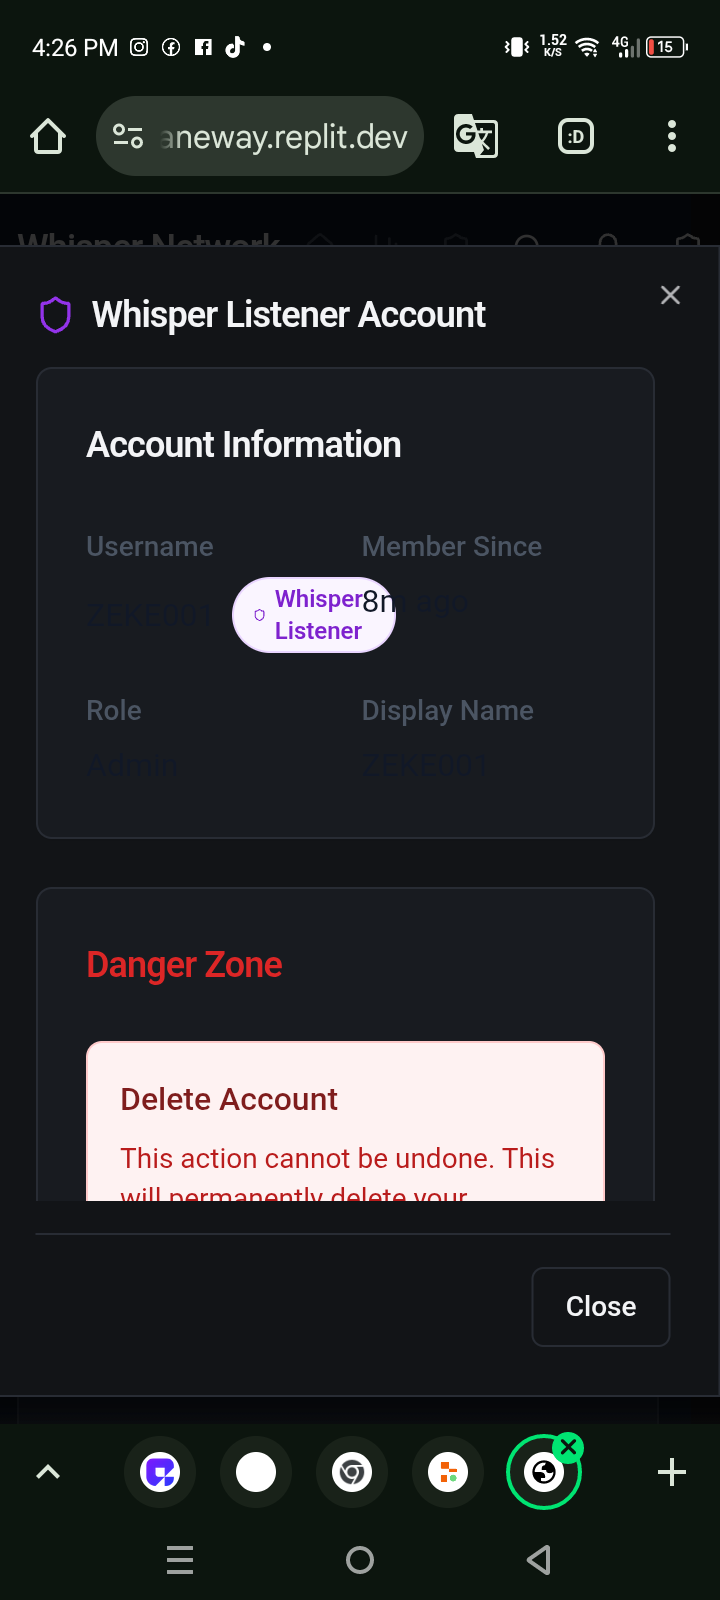 4:26 PM
1.52
K/S
4G
15
aneway.replit.dev
:D
Whisper Network
Whisper Listener Account
Account Information
Username
Member Since
ZEKE001
Whisper
Listener
8m ago
Role
Display Name
Admin
ZEKE001
Danger Zone
Delete Account
This action cannot be undone. This
will permanently delete your
Close